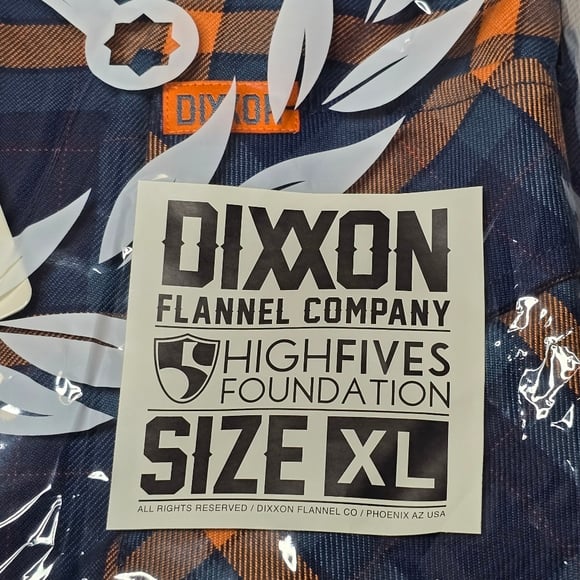 DIXXON
DIXXON
FLANNEL COMPANY
HIGHFIVES
FOUNDATION
SIZE XL
ALL RIGHTS RESERVED / DIXXON FLANNEL CO / PHOENIX AZ USA